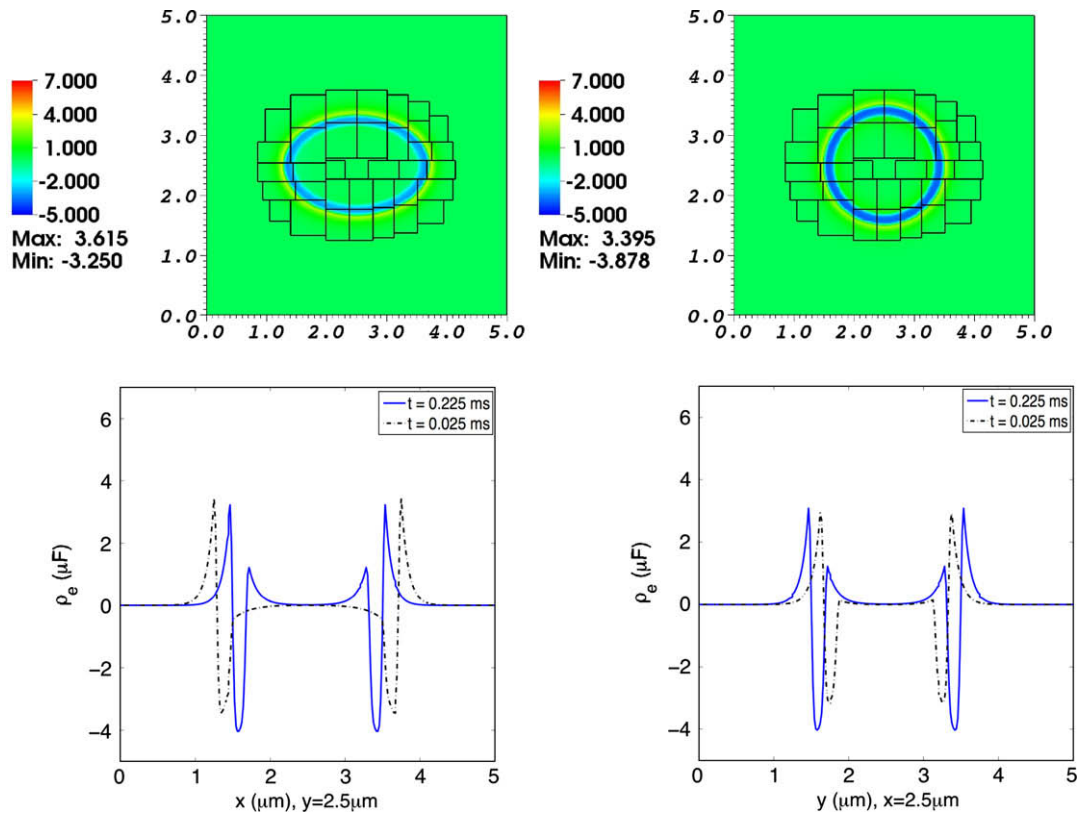 5.0
4.0
3.0
2.0
1.0
0.0
0.0 1.0 2.0 3.0 4.0 5.0
7.000
4.000
1.000
-2.000
-5.000
Max: 3.615
Min: -3.250
5.0
4.0
3.0
2.0
1.0
0.0
0.0 1.0 2.0 3.0 4.0 5.0
7.000
4.000
1.000
-2.000
-5.000
Max: 3.395
Min: -3.878
t = 0.225 ms
t = 0.025 ms
6
4
2
0
−2
−4
ρe (μF)
0 1 2 3 4 5
x (μm), y=2.5μm
t = 0.225 ms
t = 0.025 ms
6
4
2
0
−2
−4
ρe (μF)
0 1 2 3 4 5
y (μm), x=2.5μm